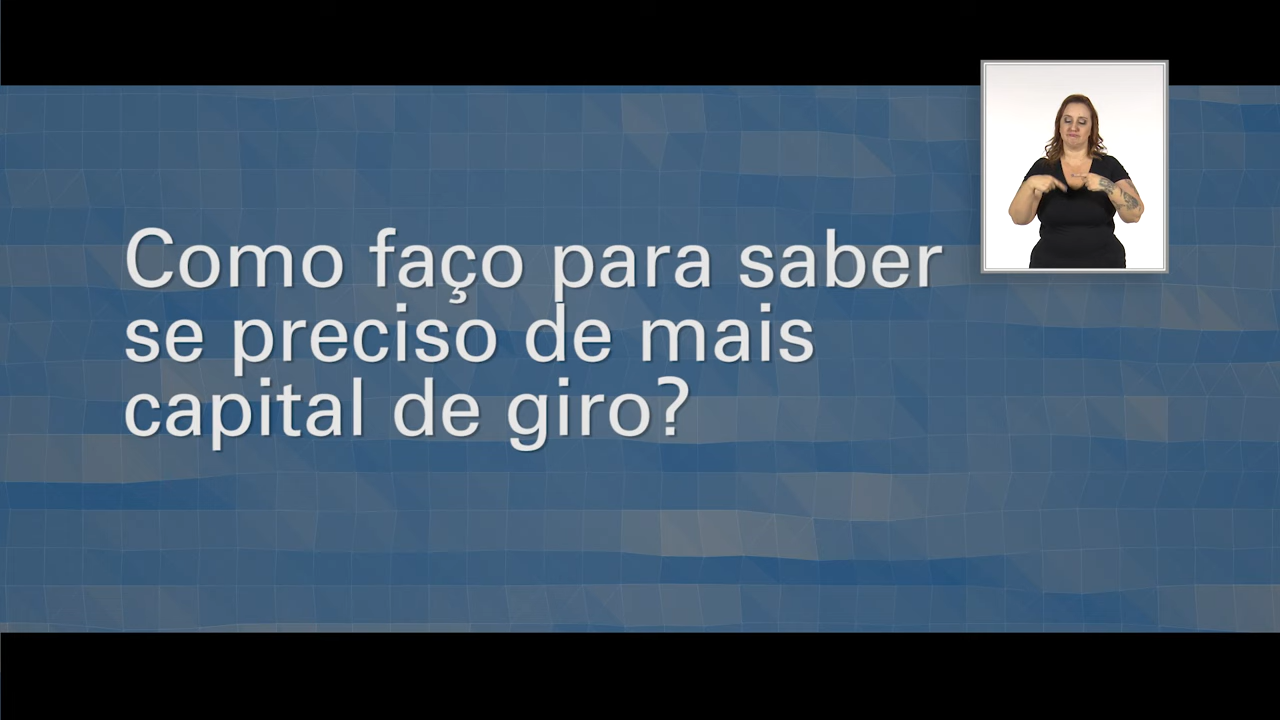 Como faço para saber
se preciso de mais
capital de giro?